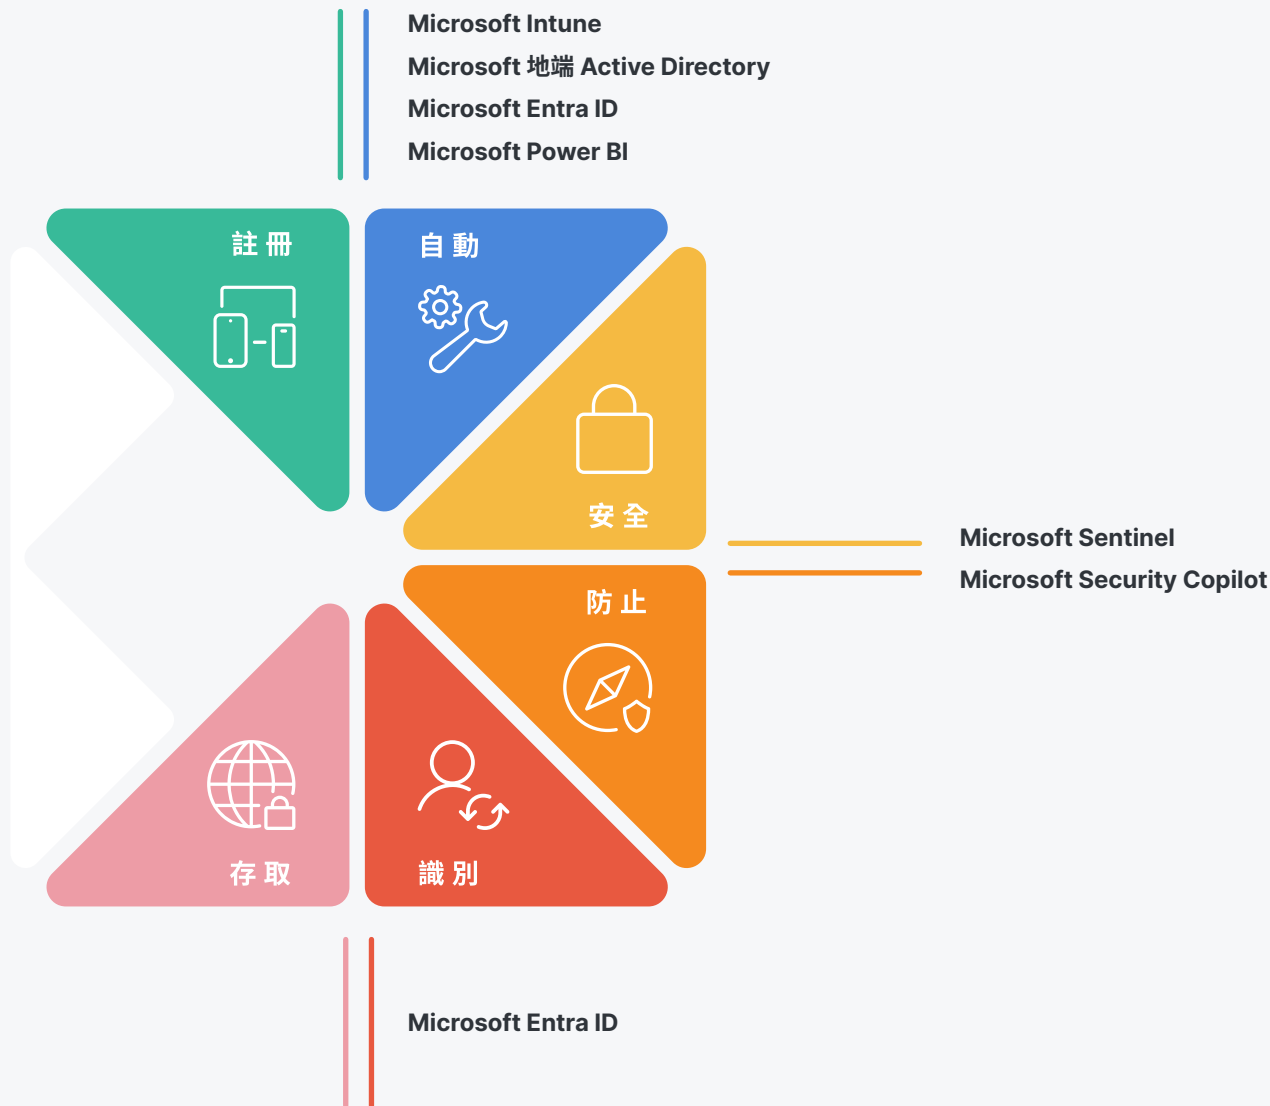 Microsoft Intune
Microsoft 地端 Active Directory
Microsoft Entra ID
Microsoft Power BI
註冊
自動
安全
Microsoft Sentinel
Microsoft Security Copilot
防止
存取
識別
Microsoft Entra ID